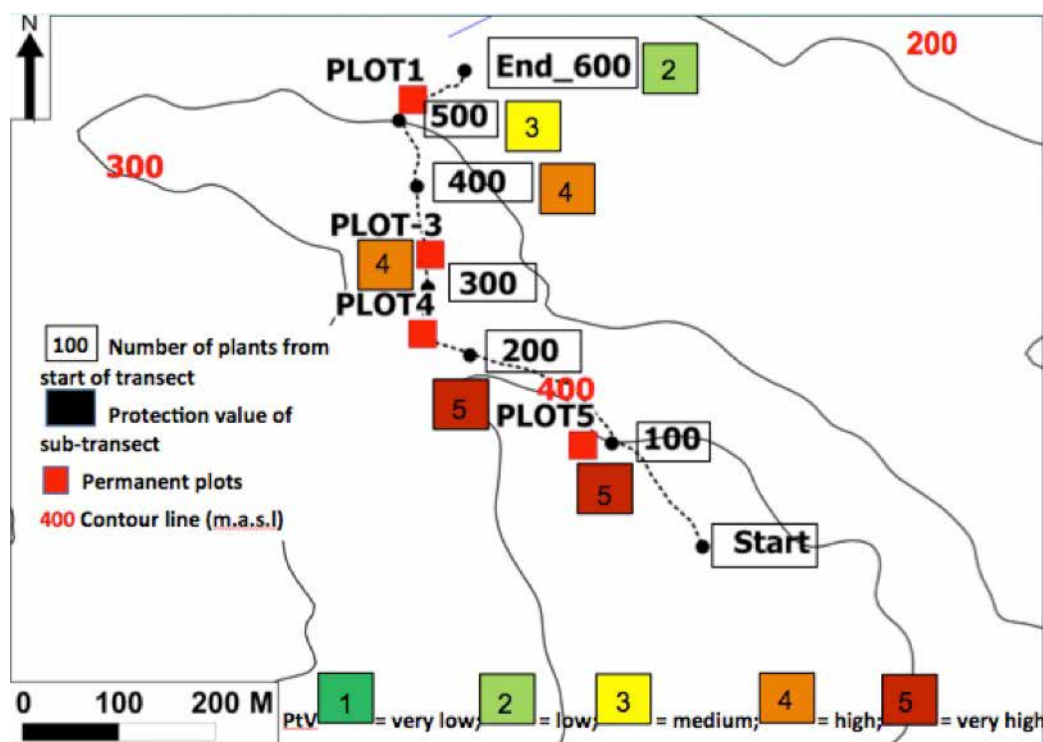 N
200
PLOT1
End_600
2
500
3
300
400
4
PLOT-3
4
300
PLOT4
200
100 Number of plants from
start of transect
Protection value of
sub-transect
Permanent plots
400 Contour line (m.a.s.l)
400
5
PLOT5
100
5
Start
0 100 200 M
PtV 1 = very low; 2 = low; 3 = medium; 4 = high; 5 = very high